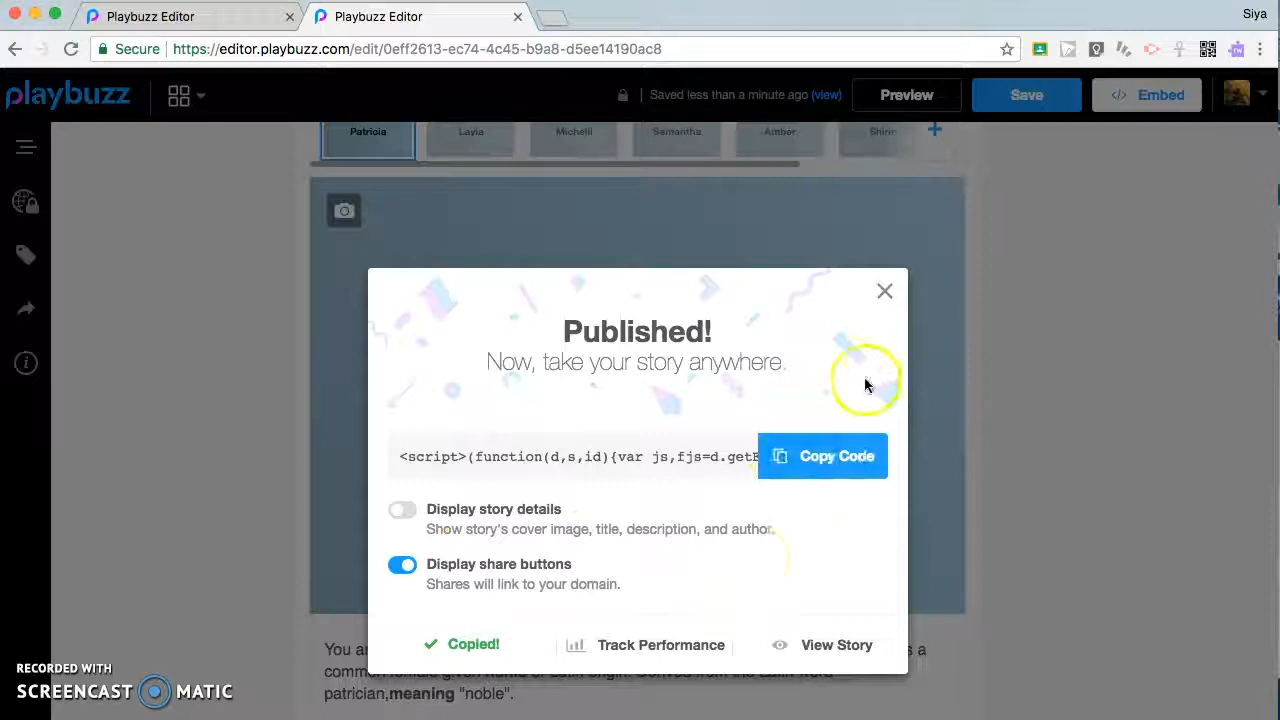 Playbuzz Editor
Playbuzz Editor
Siya
Secure https://editor.playbuzz.com/edit/0eff2613-ec74-4c45-b9a8-d5ee14190ac8
playbuzz
Saved less than a minute ago (view)
Preview
Save
</> Embed
Patricia
Layla
Michelli
Samantha
Amber
Shirin
Published!
Now, take your story anywhere.
<script>(function(d,s,id){var js,fjs=d.getE
Copy Code
Display story details
Show story's cover image, title, description, and author.
Display share buttons
Shares will link to your domain.
Copied!
Track Performance
View Story
You a
s a
patrician,meaning "noble".
RECORDED WITH
SCREENCAST MATIC